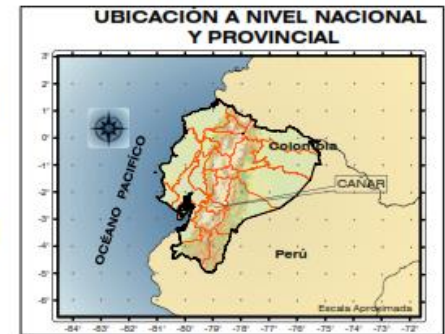 UBICACIÓN A NIVEL NACIONAL
Y PROVINCIAL
3°
2°
1°
0°
-1°
-2°
-3°
-4°
-5°
-6°
OCÉANO PACIFÍCO
Colombia
CAÑAR
Perú
Escala Aproximada
-84° -83° -82° -81° -80° -79° -78° -77° -76° -75° -74° -73° -72°